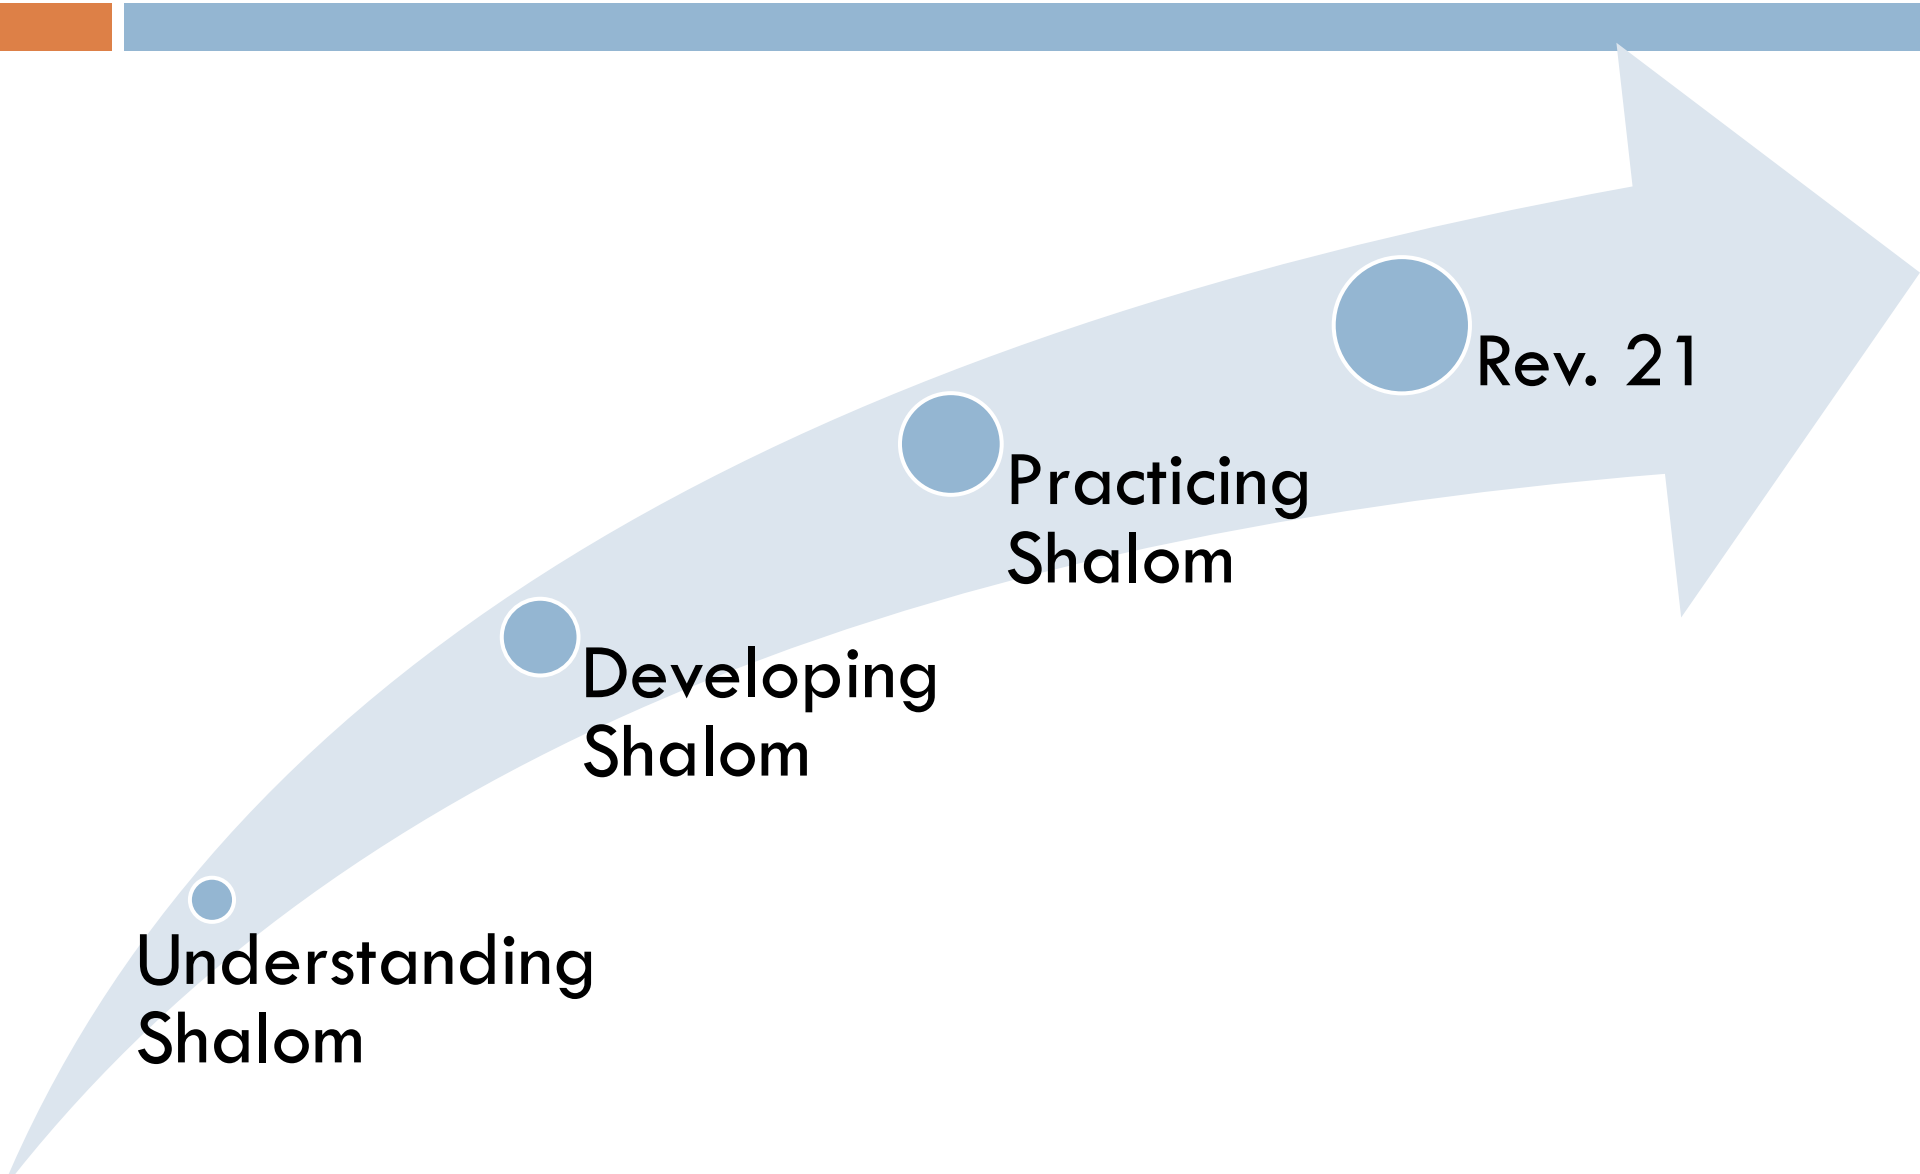 Rev. 21
Practicing
Shalom
Developing
Shalom
Understanding
Shalom